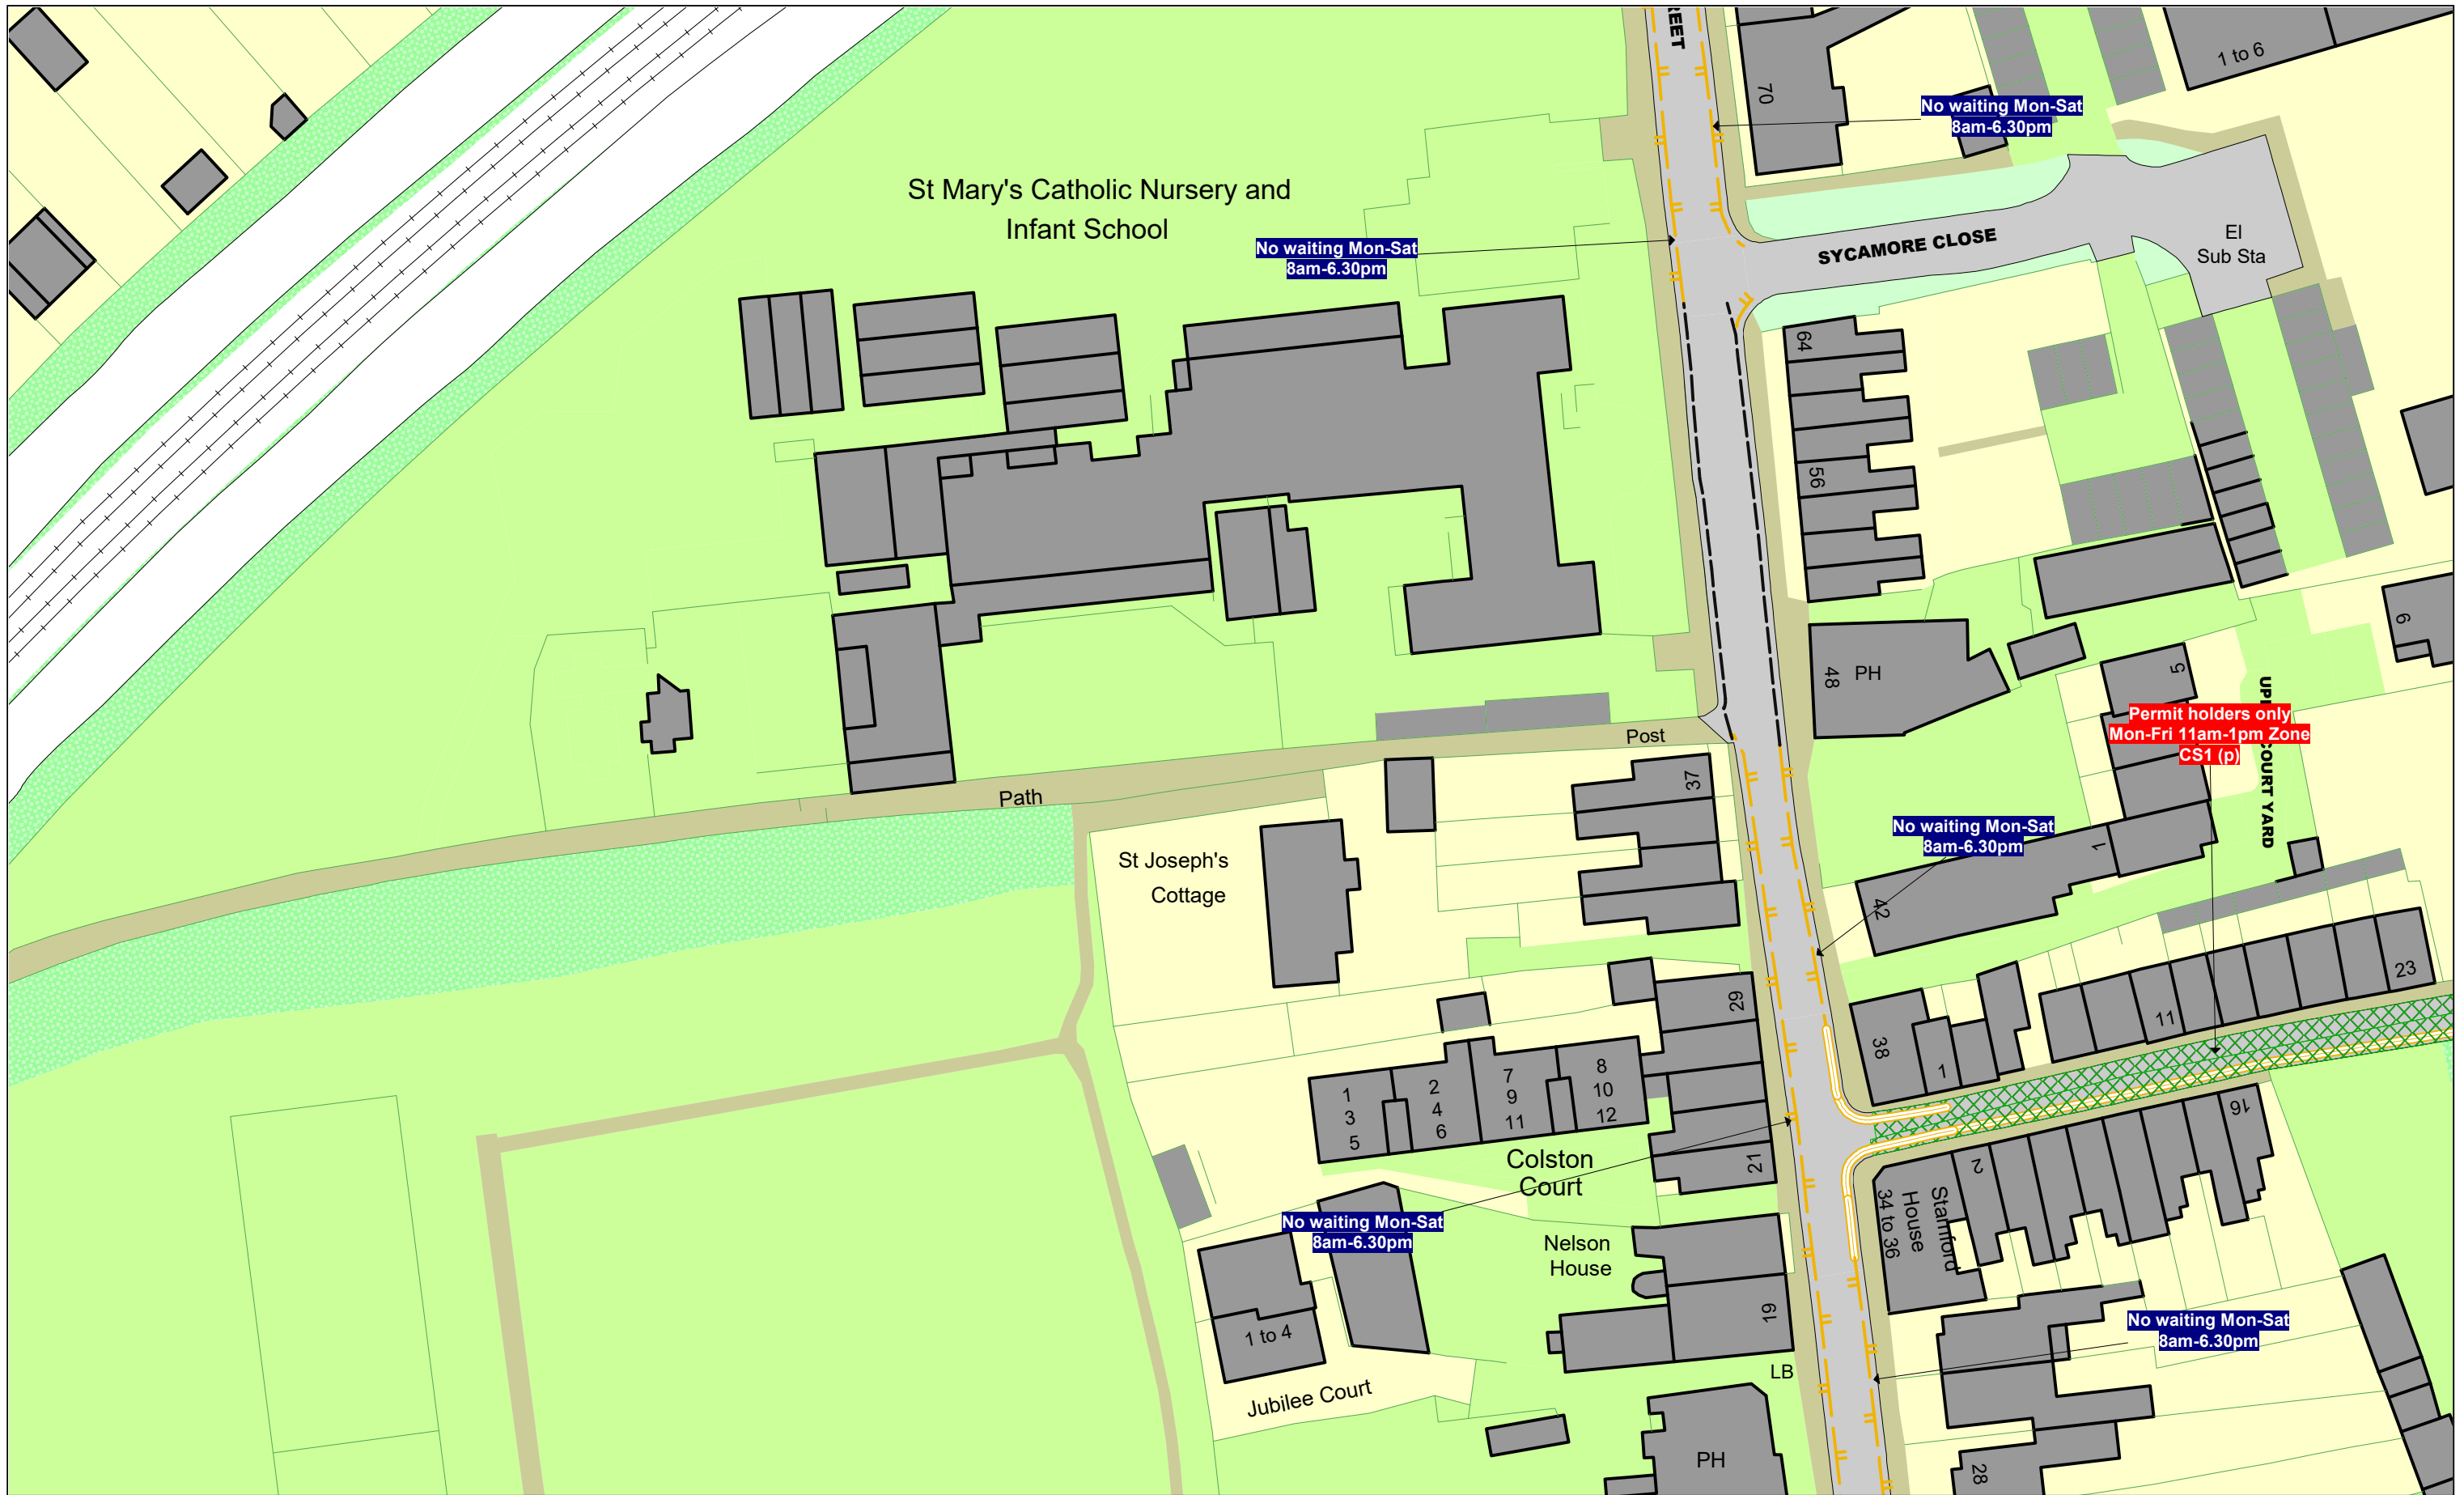 REET
1 to 6
70
No waiting Mon-Sat
8am-6.30pm
St Mary's Catholic Nursery and
Infant School
No waiting Mon-Sat
8am-6.30pm
SYCAMORE CLOSE
El
Sub Sta
64
56
6
48
PH
5
Permit holders only
Mon-Fri 11am-1pm Zone
CS1 (p)
COURT YARD
Post
Path
37
No waiting Mon-Sat
8am-6.30pm
1
42
St Joseph's
Cottage
23
11
29
38
1
1
3
5
2
4
6
7
9
11
8
10
12
16
Colston
Court
21
2
Stamford
House
34 to 36
No waiting Mon-Sat
8am-6.30pm
Nelson
House
19
No waiting Mon-Sat
8am-6.30pm
1 to 4
LB
Jubilee Court
PH
28